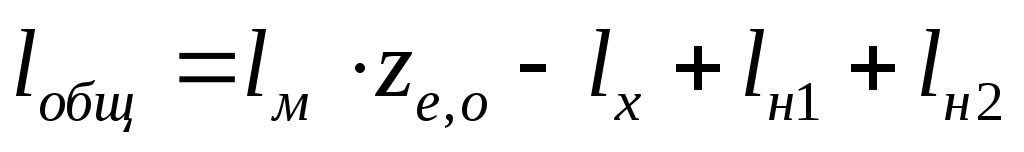 l_общ = l_м · z_е,о - l_х + l_н1 + l_н2